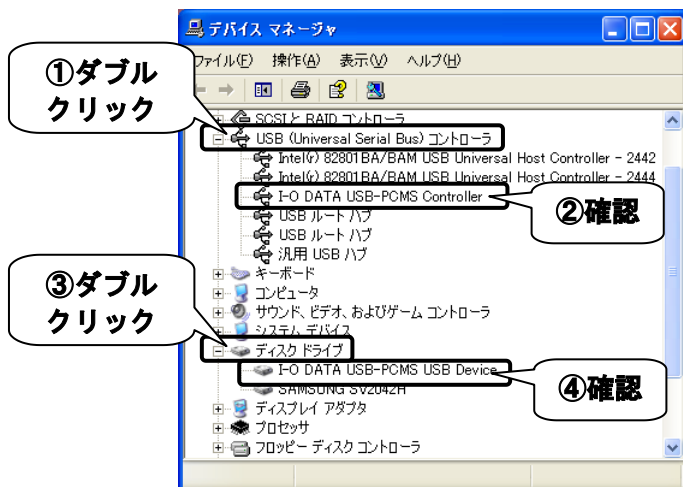 デバイス マネージャ
ファイル(F) 操作(A) 表示(V) ヘルプ(H)
①ダブル
クリック
SCSI と RAID コントローラ
USB (Universal Serial Bus) コントローラ
Intel(r) 82801BA/BAM USB Universal Host Controller - 2442
Intel(r) 82801BA/BAM USB Universal Host Controller - 2444
I-O DATA USB-PCMS Controller
②確認
USB ルート ハブ
USB ルート ハブ
汎用 USB ハブ
③ダブル
クリック
キーボード
コンピュータ
サウンド、ビデオ、およびゲーム コントローラ
システム デバイス
ディスク ドライブ
I-O DATA USB-PCMS USB Device
④確認
SAMSUNG SV2042H
ディスプレイ アダプタ
プロセッサ
フロッピー ディスク コントローラ